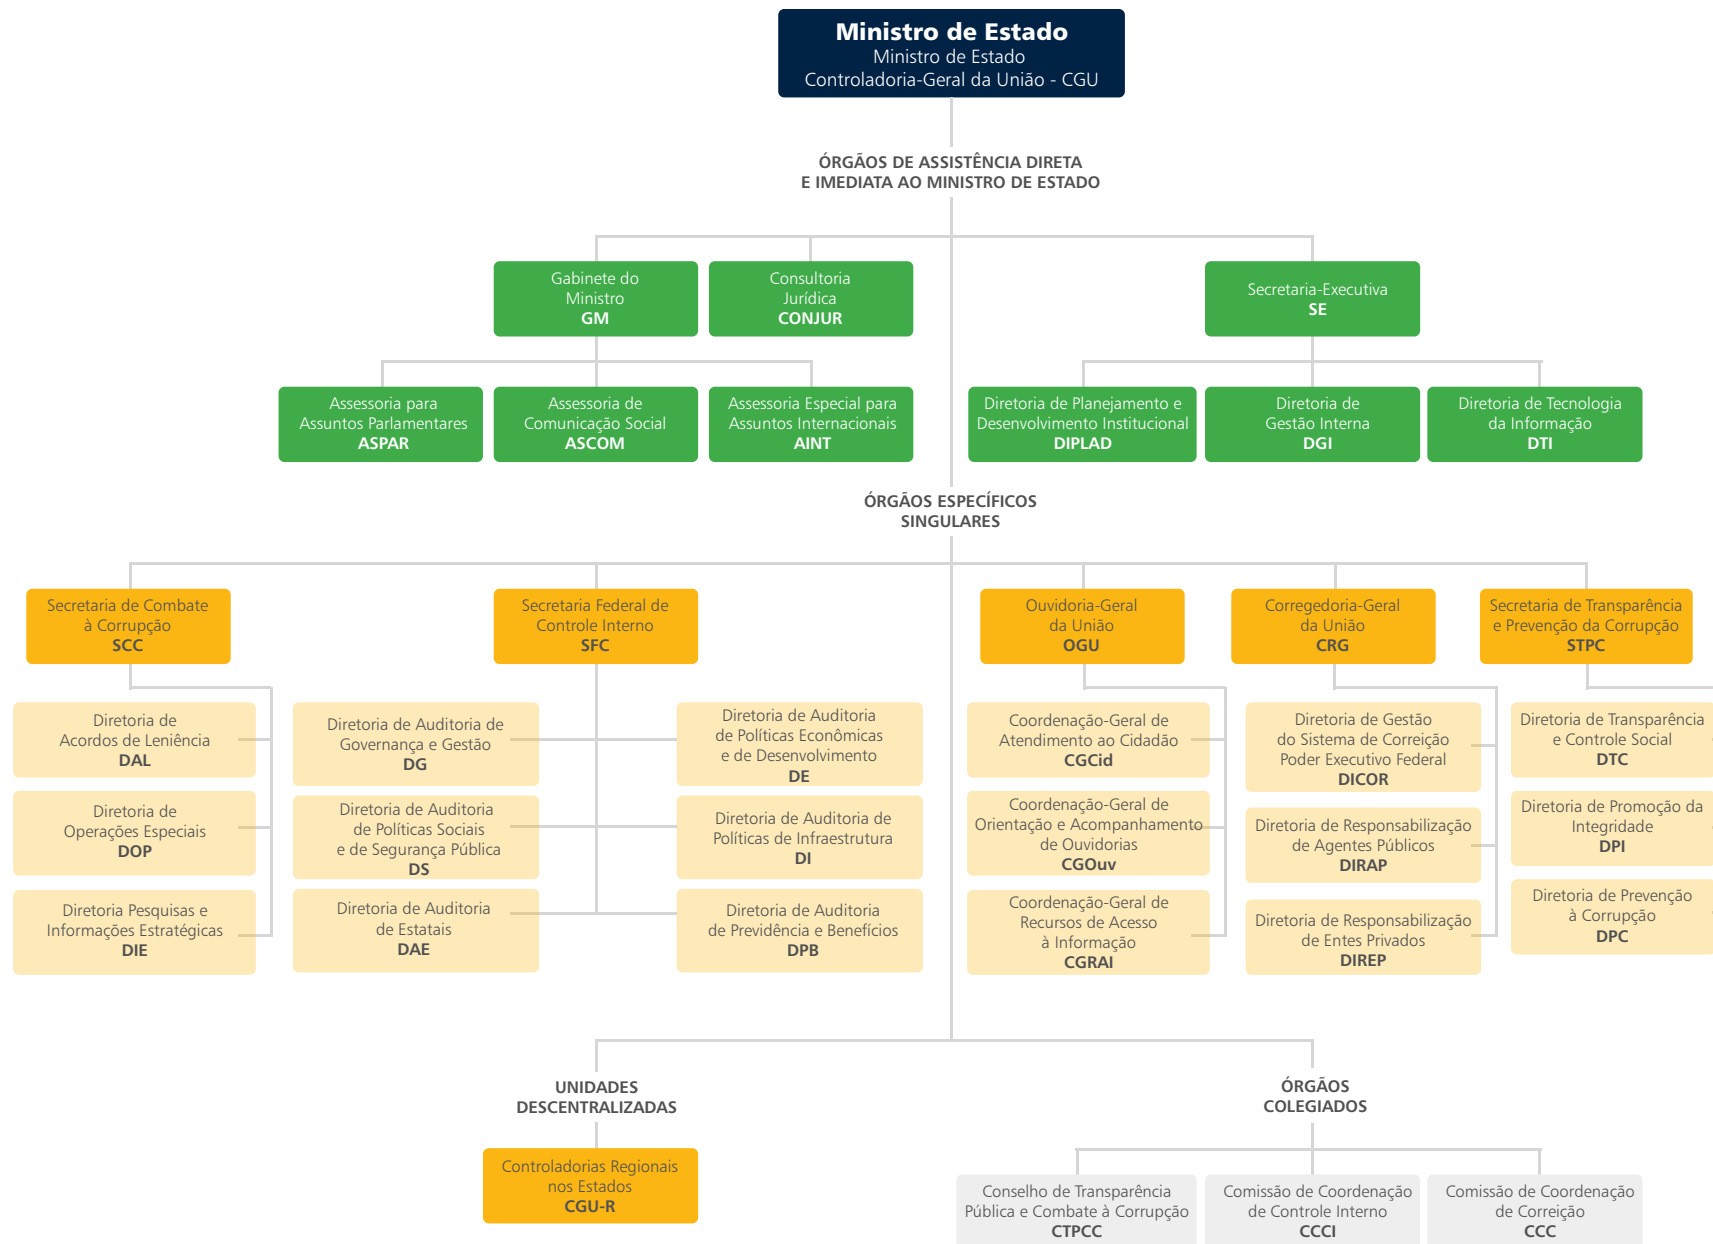 Ministro de Estado
Ministro de Estado
Controladoria-Geral da União - CGU
ÓRGÃOS DE ASSISTÊNCIA DIRETA
E IMEDIATA AO MINISTRO DE ESTADO
Gabinete do
Ministro
GM
Consultoria
Jurídica
CONJUR
Secretaria-Executiva
SE
Assessoria para
Assuntos Parlamentares
ASPAR
Assessoria de
Comunicação Social
ASCOM
Assessoria Especial para
Assuntos Internacionais
AINT
Diretoria de Planejamento e
Desenvolvimento Institucional
DIPLAD
Diretoria de
Gestão Interna
DGI
Diretoria de Tecnologia
da Informação
DTI
ÓRGÃOS ESPECÍFICOS
SINGULARES
Secretaria de Combate
à Corrupção
SCC
Secretaria Federal de
Controle Interno
SFC
Ouvidoria-Geral
da União
OGU
Corregedoria-Geral
da União
CRG
Secretaria de Transparência
e Prevenção da Corrupção
STPC
Diretoria de
Acordos de Leniência
DAL
Diretoria de
Operações Especiais
DOP
Diretoria Pesquisas e
Informações Estratégicas
DIE
Diretoria de Auditoria de
Governança e Gestão
DG
Diretoria de Auditoria
de Políticas Sociais
e de Segurança Pública
DS
Diretoria de Auditoria
de Estatais
DAE
Diretoria de Auditoria
de Políticas Econômicas
e de Desenvolvimento
DE
Diretoria de Auditoria de
Políticas de Infraestrutura
DI
Diretoria de Auditoria
de Previdência e Benefícios
DPB
Coordenação-Geral de
Atendimento ao Cidadão
CGCid
Coordenação-Geral de
Orientação e Acompanhamento
de Ouvidorias
CGOuv
Coordenação-Geral de
Recursos de Acesso
à Informação
CGRAI
Diretoria de Gestão
do Sistema de Correição
Poder Executivo Federal
DICOR
Diretoria de Responsabilização
de Agentes Públicos
DIRAP
Diretoria de Responsabilização
de Entes Privados
DIREP
Diretoria de Transparência
e Controle Social
DTC
Diretoria de Promoção da
Integridade
DPI
Diretoria de Prevenção
à Corrupção
DPC
UNIDADES
DESCENTRALIZADAS
Controladorias Regionais
nos Estados
CGU-R
ÓRGÃOS
COLEGIADOS
Conselho de Transparência
Pública e Combate à Corrupção
CTPCC
Comissão de Coordenação
de Controle Interno
CCCI
Comissão de Coordenação
de Correição
CCC